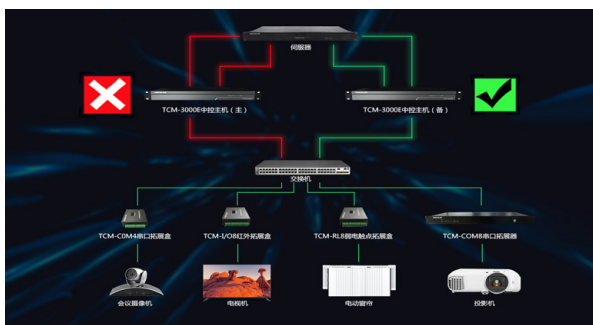 伺服器
TCM-3000E中控主机（主）
TCM-3000E中控主机（备）
交换机
TCM-C0M4串口拓展盒
TCM-I/O8红外拓展盒
TCM-RL8弱电触点拓展盒
TCM-COM8串口拓展器
会议摄像机
电视机
电动窗帘
投影机